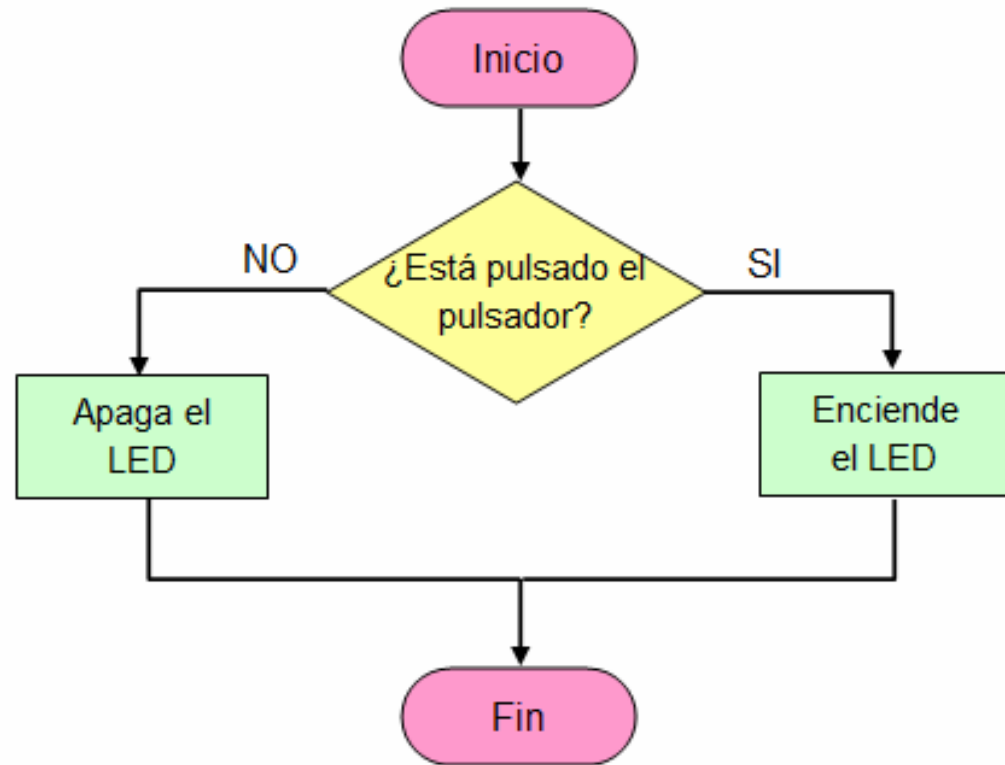 Inicio
NO
¿Está pulsado el
pulsador?
SI
Apaga el
LED
Enciende
el LED
Fin